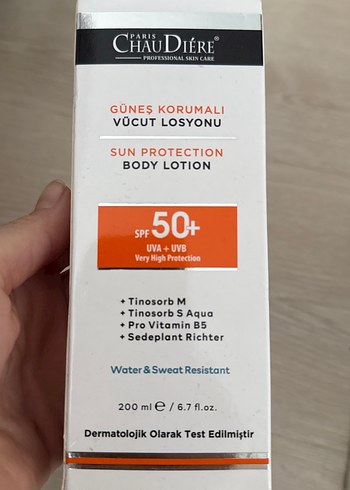 PARIS
CHAUDIÉRE®
PROFESSIONAL SKIN CARE
GÜNEŞ KORUMALI
VÜCUT LOSYONU
SUN PROTECTION
BODY LOTION
SPF 50+
UVA + UVB
Very High Protection
+ Tinosorb M
+ Tinosorb S Aqua
+ Pro Vitamin B5
+ Sedeplant Richter
Water & Sweat Resistant
200 ml ℮ / 6.7 fl.oz.
Dermatolojik Olarak Test Edilmiştir